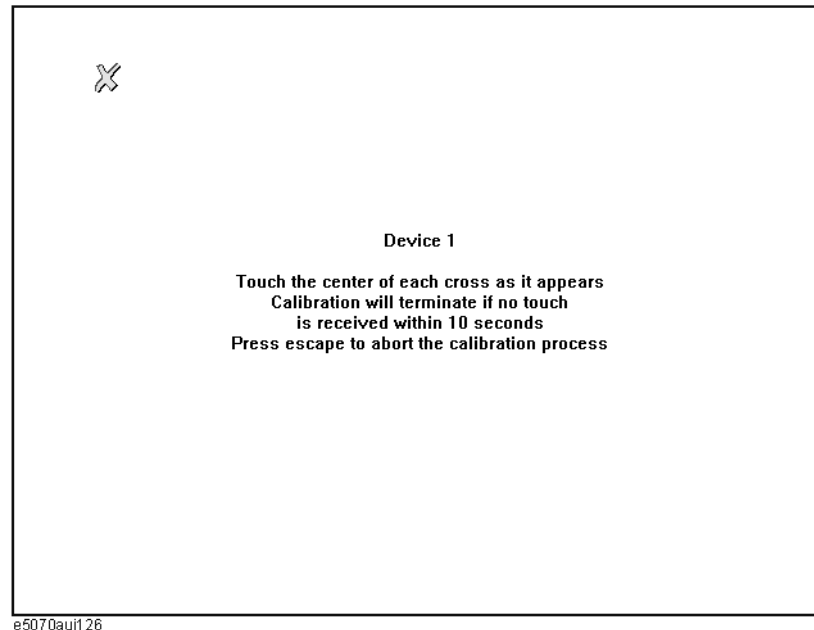 Device 1
Touch the center of each cross as it appears
Calibration will terminate if no touch
is received within 10 seconds
Press escape to abort the calibration process
e5070auj126